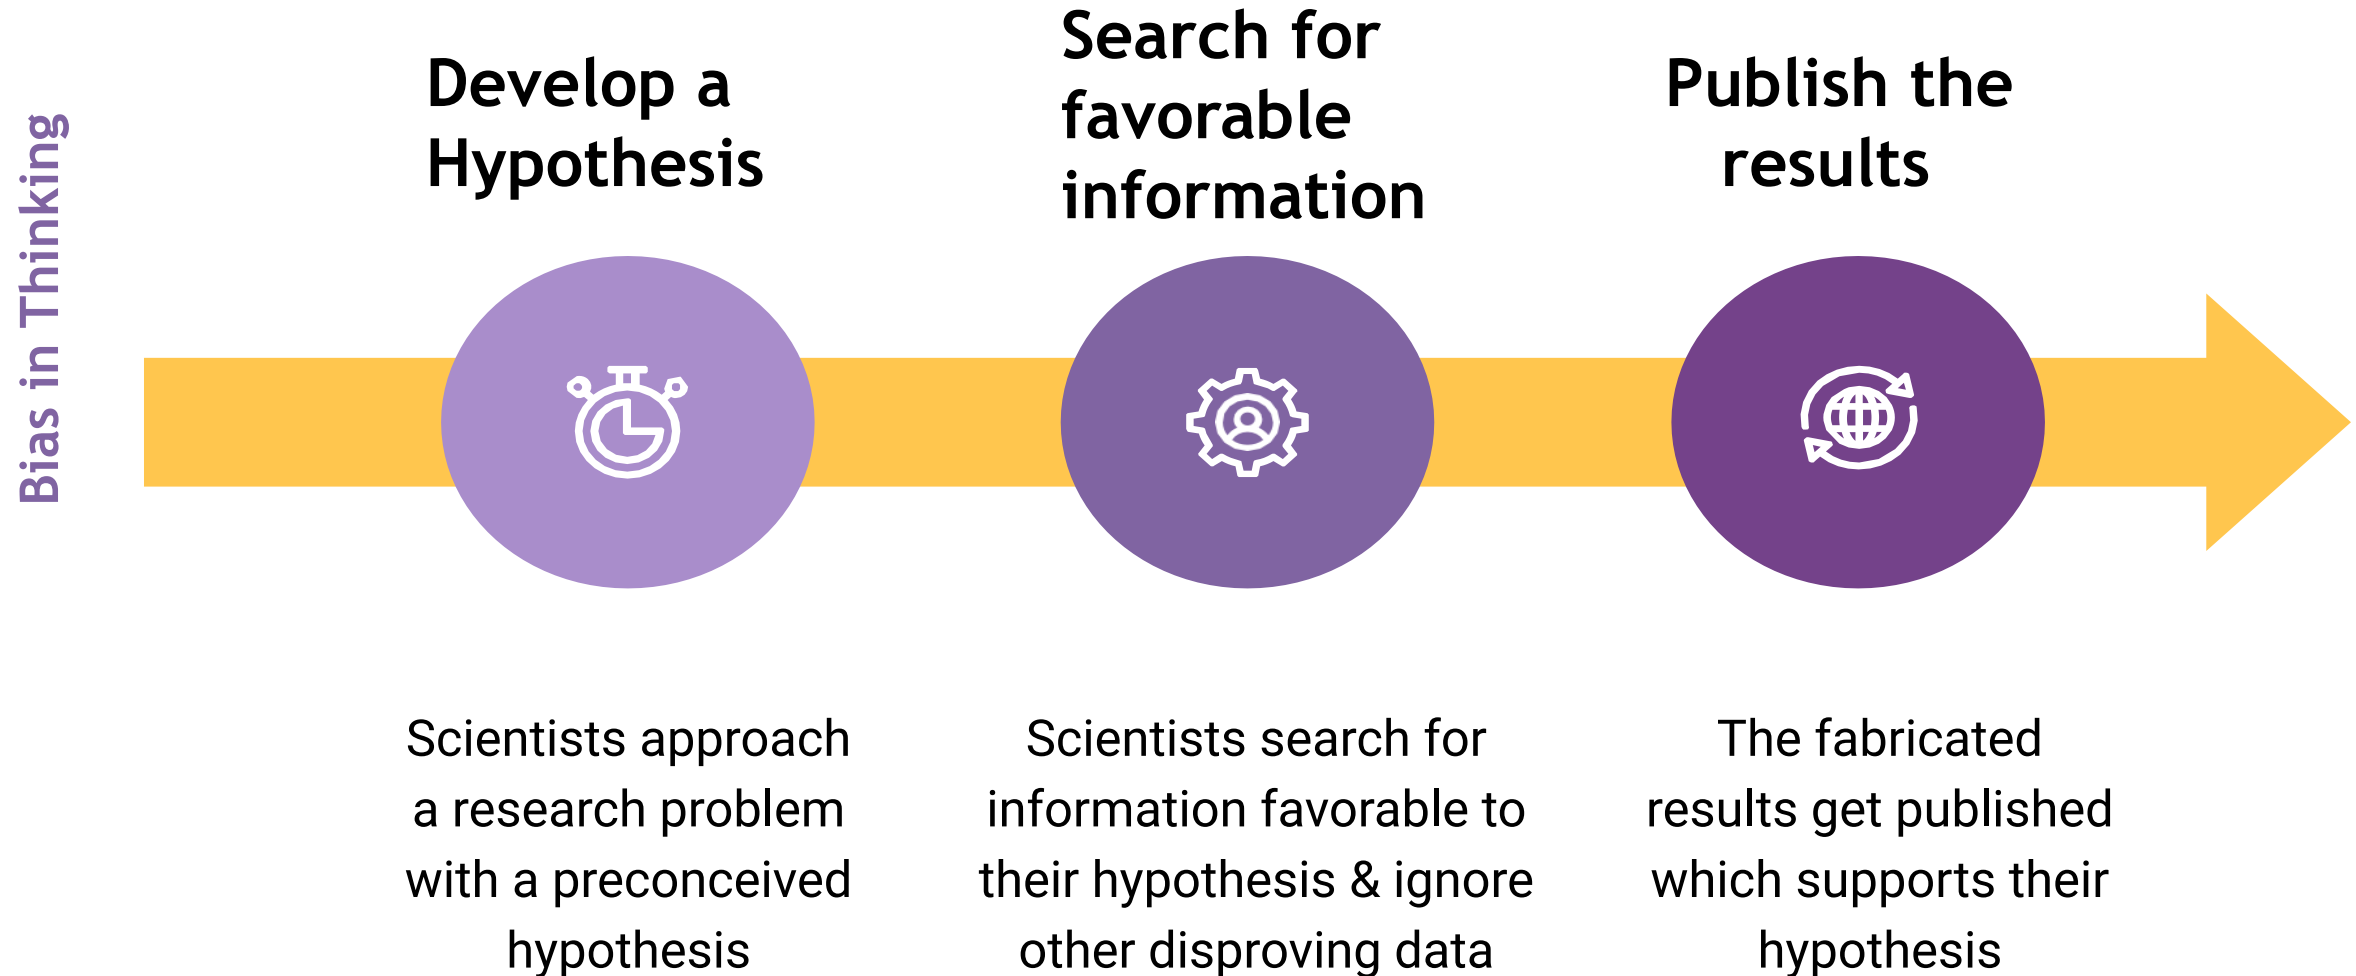 Bias in Thinking
Develop a
Hypothesis
Search for
favorable
information
Publish the
results
Scientists approach
a research problem
with a preconceived
hypothesis
Scientists search for
information favorable to
their hypothesis & ignore
other disproving data
The fabricated
results get published
which supports their
hypothesis